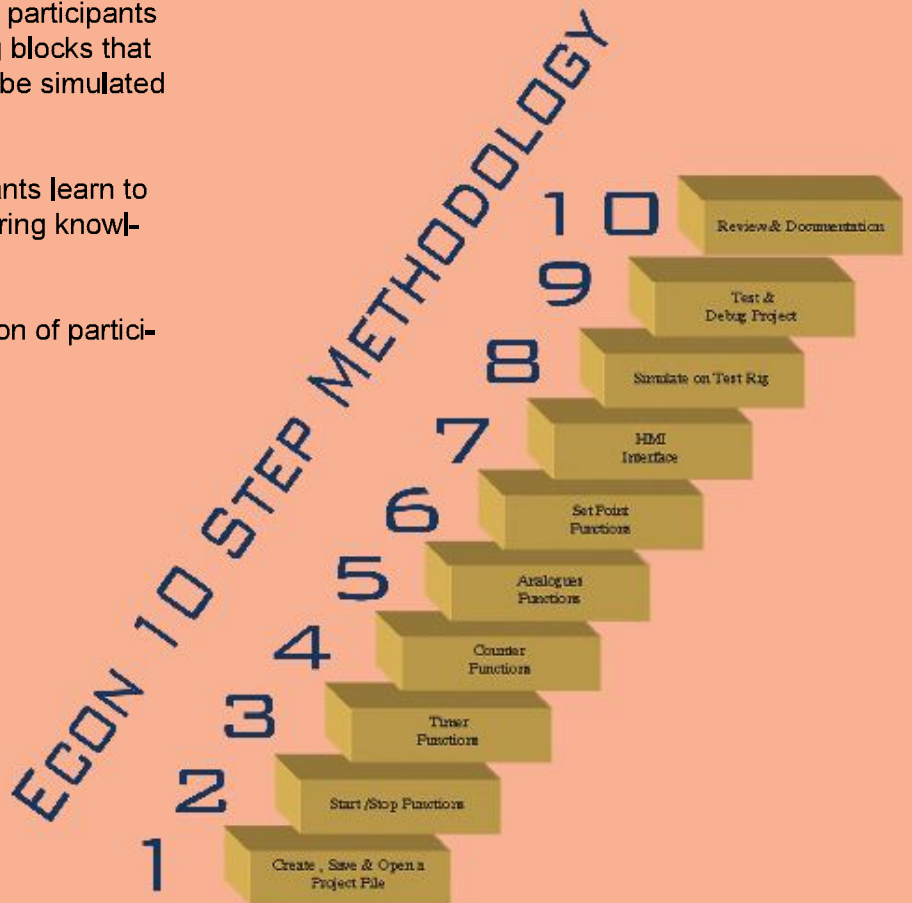 participants
g blocks that
be simulated
ants learn to
ring knowl-
on of partici-
ECON 10 STEP METHODOLOGY
10
Review & Documentation
9
Test &
Debug Project
8
Simulate on Test Rig
7
HMI
Interface
6
Set Point
Functions
5
Analogues
Functions
4
Counter
Functions
3
Timer
Functions
2
Start /Stop Functions
1
Create , Save & Open a
Project File